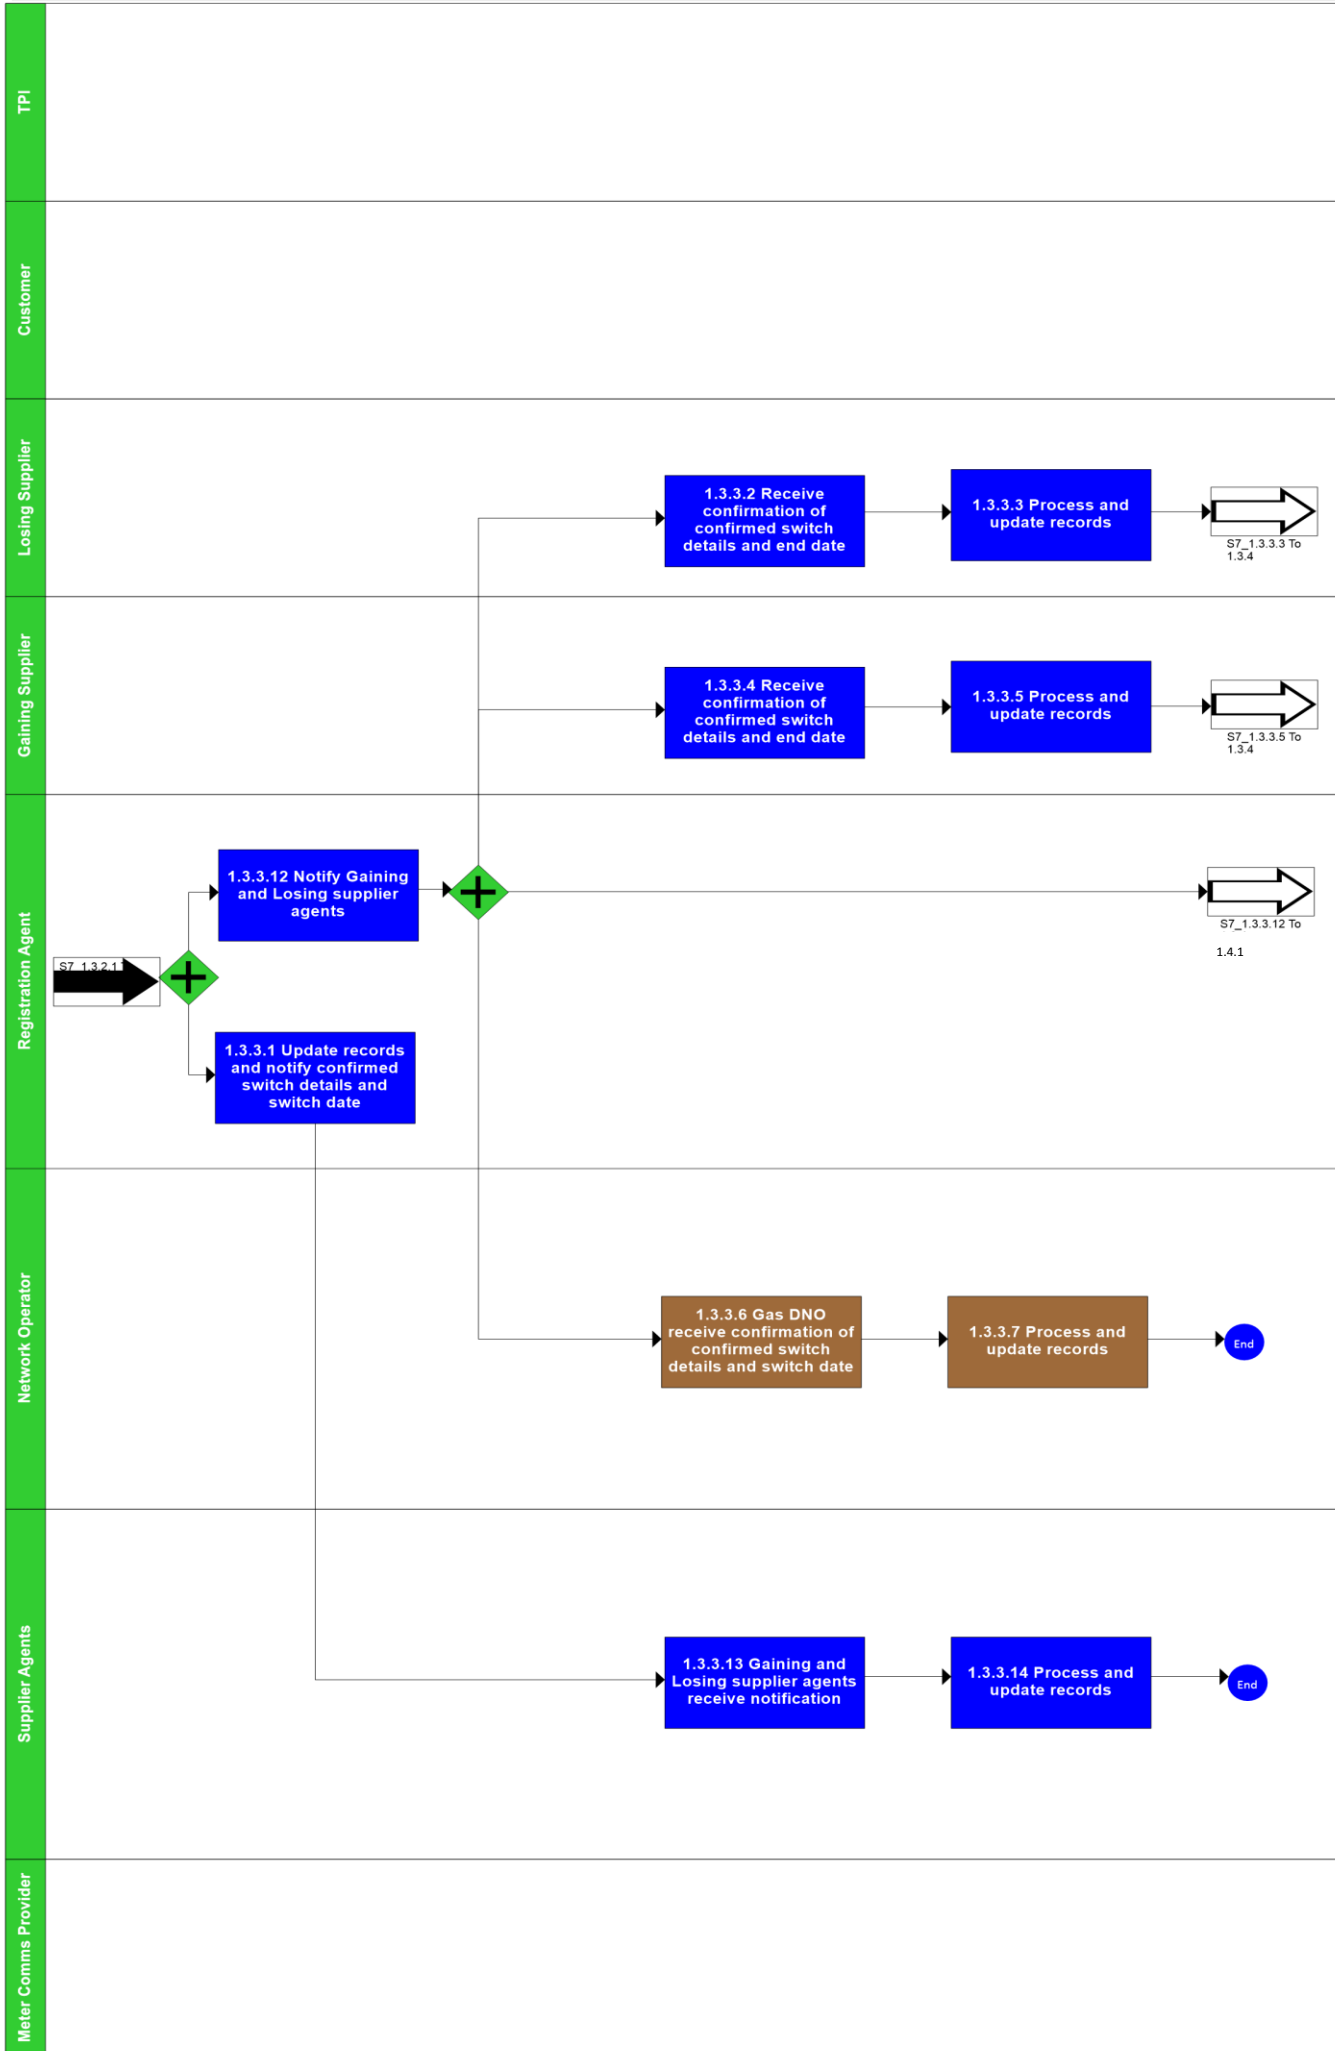 TPI
Customer
Losing Supplier
1.3.3.2 Receive
confirmation of
confirmed switch
details and end date
1.3.3.3 Process and
update records
S7_1.3.3.3 To
1.3.4
Gaining Supplier
1.3.3.4 Receive
confirmation of
confirmed switch
details and end date
1.3.3.5 Process and
update records
S7_1.3.3.5 To
1.3.4
Registration Agent
S7_1.3.2.1
1.3.3.12 Notify Gaining
and Losing supplier
agents
S7_1.3.3.12 To
1.4.1
1.3.3.1 Update records
and notify confirmed
switch details and
switch date
Network Operator
1.3.3.6 Gas DNO
receive confirmation of
confirmed switch
details and switch date
1.3.3.7 Process and
update records
End
Supplier Agents
1.3.3.13 Gaining and
Losing supplier agents
receive notification
1.3.3.14 Process and
update records
End
Meter Comms Provider